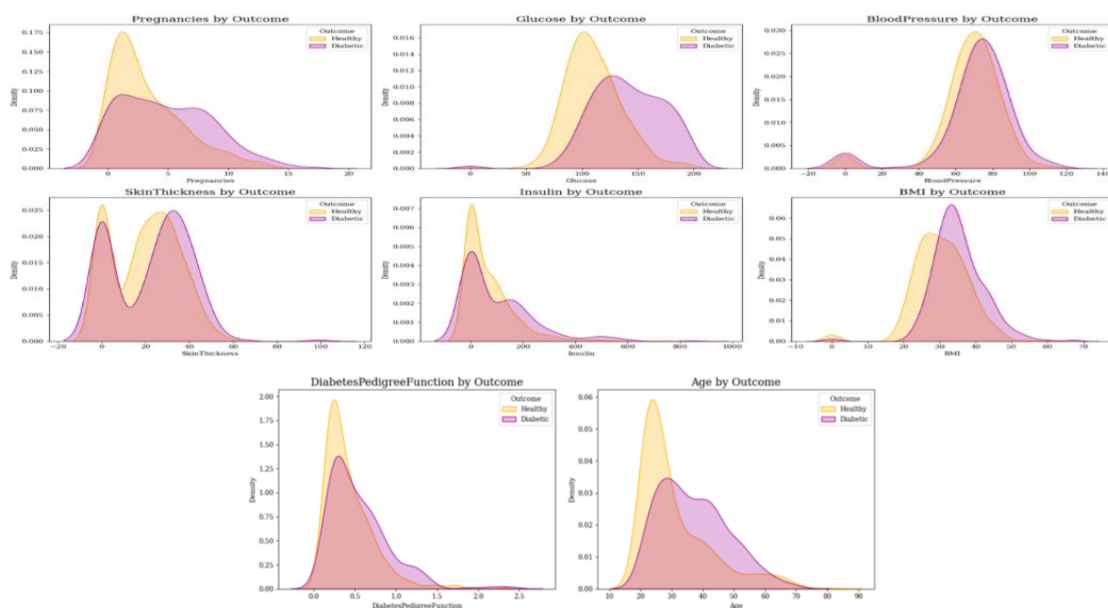 Pregnancies by Outcome
Outcome
Healthy
Diabetic
0.175
0.150
0.125
0.100
0.075
0.050
0.025
0.000
Density
0 5 10 15 20
Pregnancies
Glucose by Outcome
Outcome
Healthy
Diabetic
0.016
0.014
0.012
0.010
0.008
0.006
0.004
0.002
0.000
Density
0 50 100 150 200
Glucose
BloodPressure by Outcome
Outcome
Healthy
Diabetic
0.030
0.025
0.020
0.015
0.010
0.005
0.000
Density
−20 0 20 40 60 80 100 120 140
BloodPressure
SkinThickness by Outcome
Outcome
Healthy
Diabetic
0.025
0.020
0.015
0.010
0.005
0.000
Density
−20 0 20 40 60 80 100 120
SkinThickness
Insulin by Outcome
Outcome
Healthy
Diabetic
0.007
0.006
0.005
0.004
0.003
0.002
0.001
0.000
Density
0 200 400 600 800 1000
Insulin
BMI by Outcome
Outcome
Healthy
Diabetic
0.06
0.05
0.04
0.03
0.02
0.01
0.00
Density
−10 0 10 20 30 40 50 60 70
BMI
DiabetesPedigreeFunction by Outcome
Outcome
Healthy
Diabetic
2.00
1.75
1.50
1.25
1.00
0.75
0.50
0.25
0.00
Density
0.0 0.5 1.0 1.5 2.0 2.5
DiabetesPedigreeFunction
Age by Outcome
Outcome
Healthy
Diabetic
0.06
0.05
0.04
0.03
0.02
0.01
0.00
Density
10 20 30 40 50 60 70 80 90
Age